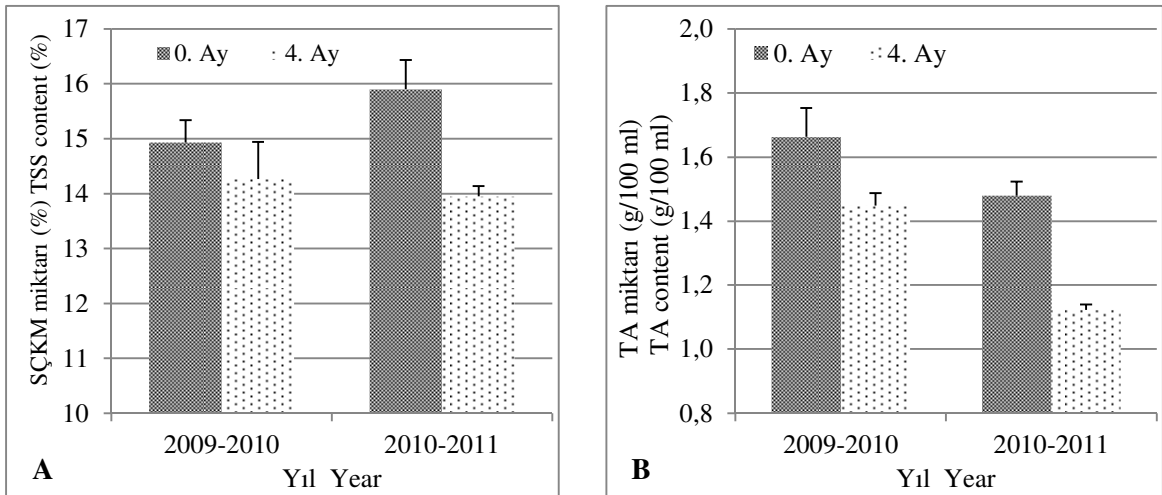 SÇKM miktarı (%) TSS content (%)
17
16
15
14
13
12
11
10
0. Ay
4. Ay
2009-2010
2010-2011
Yıl Year
A
TA miktarı (g/100 ml)
TA content (g/100 ml)
2,0
1,8
1,6
1,4
1,2
1,0
0,8
0. Ay
4. Ay
2009-2010
2010-2011
Yıl Year
B